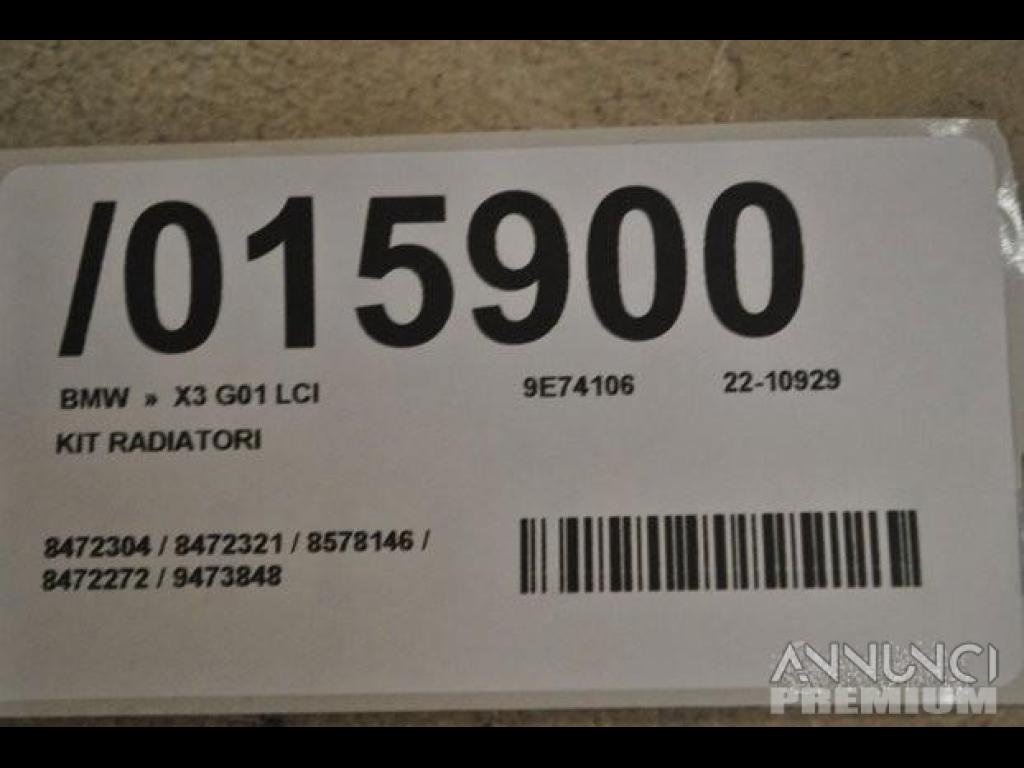 /015900
BMW » X3 G01 LCI 9E74106 22-10929
KIT RADIATORI
8472304 / 8472321 / 8578146 /
8472272 / 9473848
ANNUNCI
PREMIUM